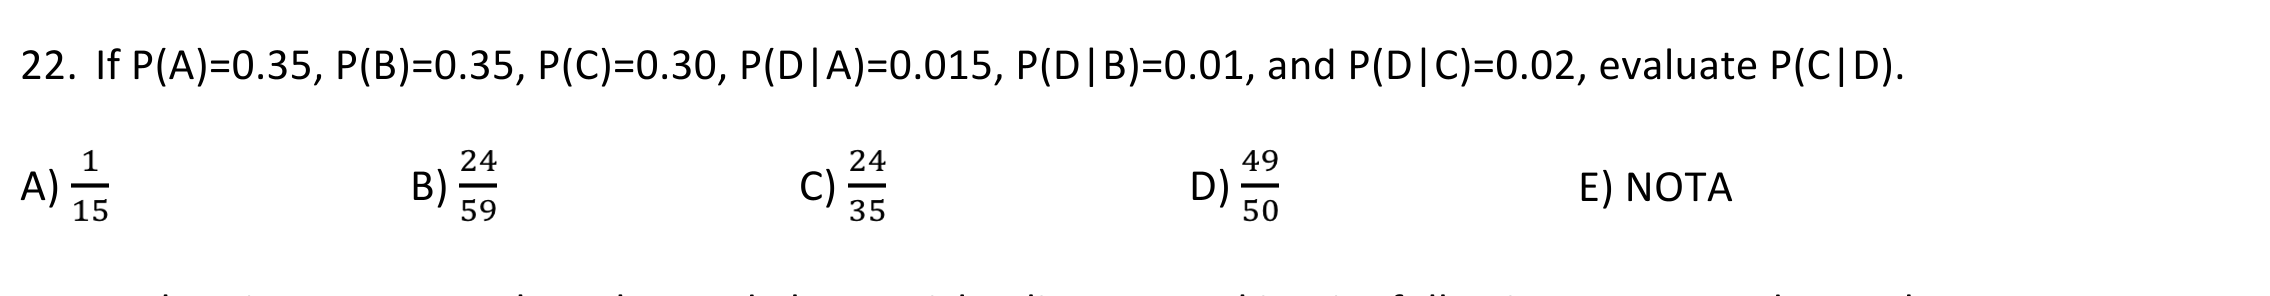 22. If P(A)=0.35, P(B)=0.35, P(C)=0.30, P(D|A)=0.015, P(D|B)=0.01, and P(D|C)=0.02, evaluate P(C|D).
A) 1/15 B) 24/59 C) 24/35 D) 49/50 E) NOTA